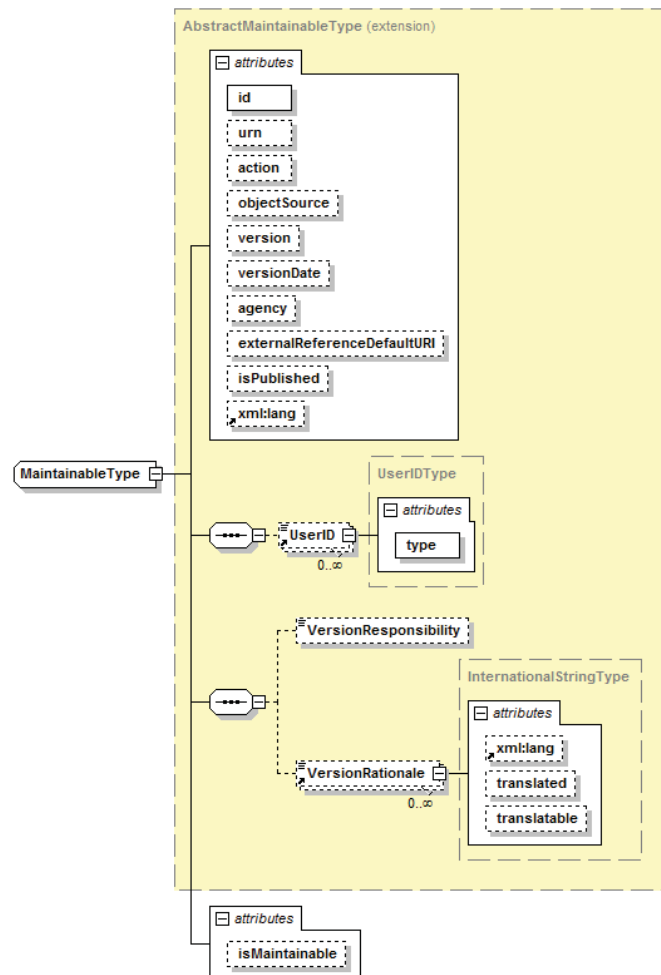 AbstractMaintainableType (extension)
attributes
id
urn
action
objectSource
version
versionDate
agency
externalReferenceDefaultURI
isPublished
xml:lang
MaintainableType
UserIDType
attributes
UserID
type
0..∞
VersionResponsibility
InternationalStringType
attributes
xml:lang
VersionRationale
translated
0..∞
translatable
attributes
isMaintainable